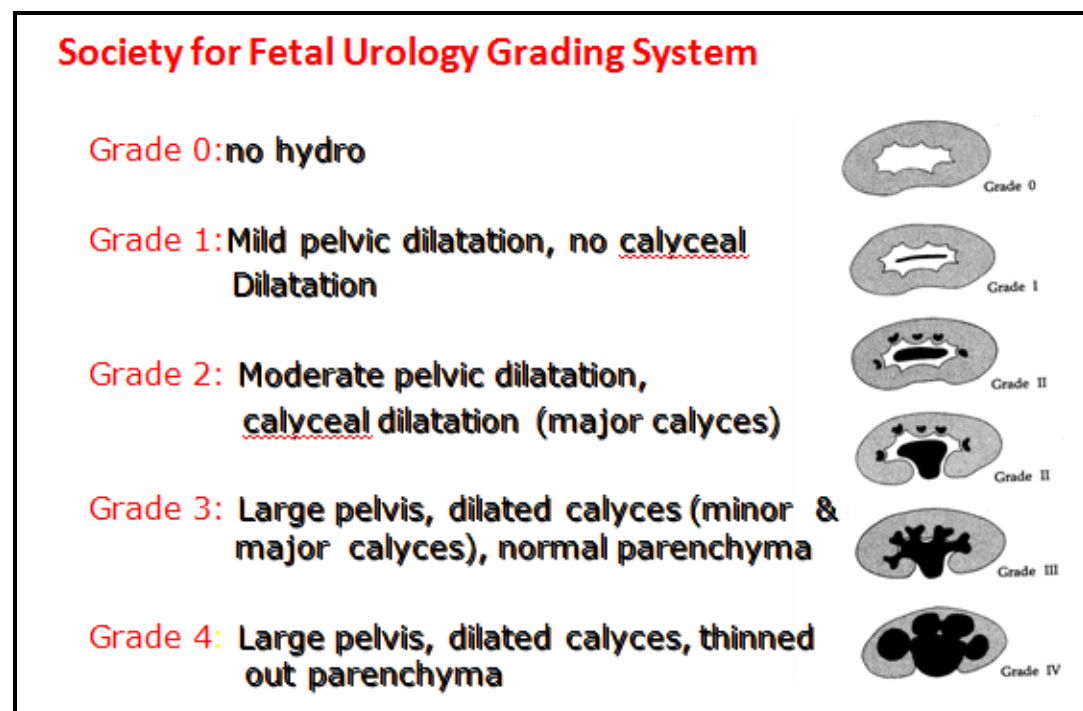 Society for Fetal Urology Grading System
Grade 0:no hydro
Grade 0
Grade 1:Mild pelvic dilatation, no calyceal
Dilatation
Grade I
Grade 2: Moderate pelvic dilatation,
calyceal dilatation (major calyces)
Grade II
Grade II
Grade 3: Large pelvis, dilated calyces (minor &
major calyces), normal parenchyma
Grade III
Grade 4: Large pelvis, dilated calyces, thinned
out parenchyma
Grade IV